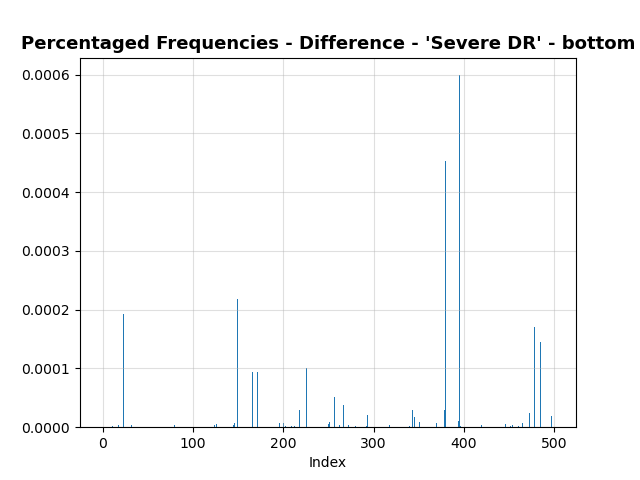 Percentaged Frequencies - Difference - 'Severe DR' - bottom
0.0006
0.0005
0.0004
0.0003
0.0002
0.0001
0.0000
0 100 200 300 400 500
Index